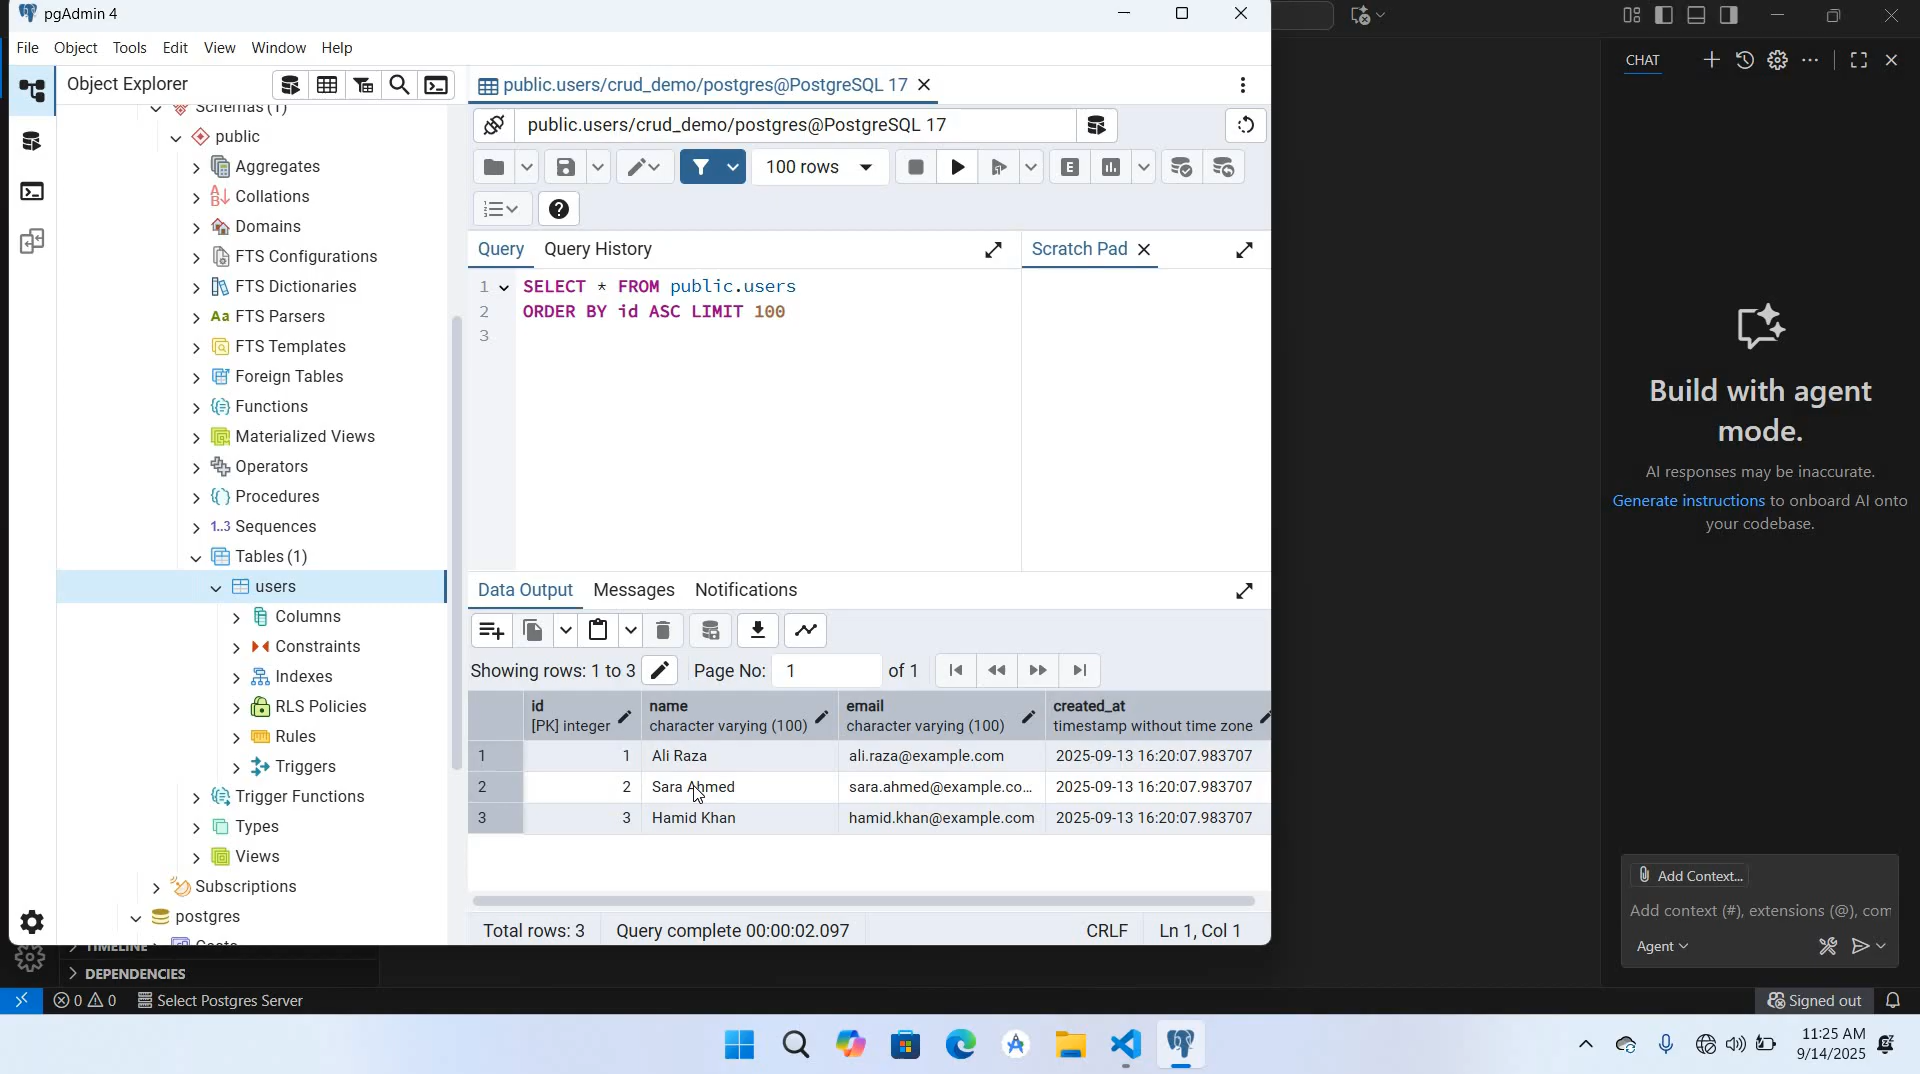 pgAdmin 4
File Object Tools Edit View Window Help
Object Explorer
Schemas (1)
public
Aggregates
Collations
Domains
FTS Configurations
FTS Dictionaries
Aa FTS Parsers
FTS Templates
Foreign Tables
Functions
Materialized Views
Operators
Procedures
1..3 Sequences
Tables (1)
users
Columns
Constraints
Indexes
RLS Policies
Rules
Triggers
Trigger Functions
Types
Views
Subscriptions
postgres
public.users/crud_demo/postgres@PostgreSQL 17
public.users/crud_demo/postgres@PostgreSQL 17
100 rows
E
Query Query History
Scratch Pad
1 SELECT * FROM public.users
2 ORDER BY id ASC LIMIT 100
3
Data Output Messages Notifications
Showing rows: 1 to 3 Page No: 1 of 1
id name email created_at
[PK] integer character varying (100) character varying (100) timestamp without time zone
1 1 Ali Raza ali.raza@example.com 2025-09-13 16:20:07.983707
2 2 Sara Ahmed sara.ahmed@example.co... 2025-09-13 16:20:07.983707
3 3 Hamid Khan hamid.khan@example.com 2025-09-13 16:20:07.983707
Total rows: 3 Query complete 00:00:02.097 CRLF Ln 1, Col 1
CHAT
Build with agent
mode.
AI responses may be inaccurate.
Generate instructions to onboard AI onto
your codebase.
Add Context...
Add context (#), extensions (@), com
Agent
TIMELINE
DEPENDENCIES
0 0 Select Postgres Server
Signed out
11:25 AM
9/14/2025